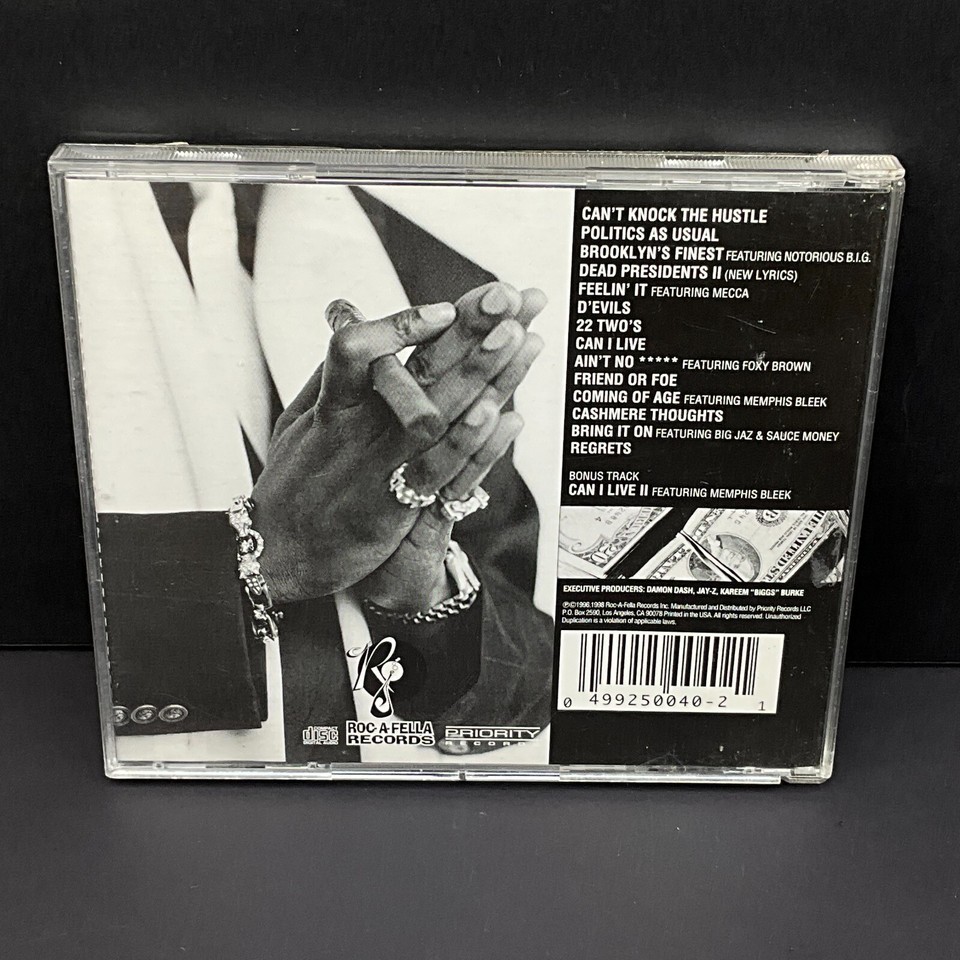 CAN'T KNOCK THE HUSTLE
POLITICS AS USUAL
BROOKLYN'S FINEST FEATURING NOTORIOUS B.I.G.
DEAD PRESIDENTS II (NEW LYRICS)
FEELIN' IT FEATURING MECCA
D'EVILS
22 TWO'S
CAN I LIVE
AIN'T NO ***** FEATURING FOXY BROWN
FRIEND OR FOE
COMING OF AGE FEATURING MEMPHIS BLEEK
CASHMERE THOUGHTS
BRING IT ON FEATURING BIG JAZ & SAUCE MONEY
REGRETS
BONUS TRACK
CAN I LIVE II FEATURING MEMPHIS BLEEK
EXECUTIVE PRODUCERS: DAMON DASH, JAY-Z, KAREEM "BIGGS" BURKE
℗©1996,1998 Roc-A-Fella Records Inc. Manufactured and Distributed by Priority Records LLC
P.O. Box 2590, Los Angeles, CA 90078 Printed in the USA. All rights reserved. Unauthorized
Duplication is a violation of applicable laws.
0 499250040-2 1
COMPACT
disc
DIGITAL AUDIO
ROC-A-FELLA
RECORDS
PRIORITY
RECORDS